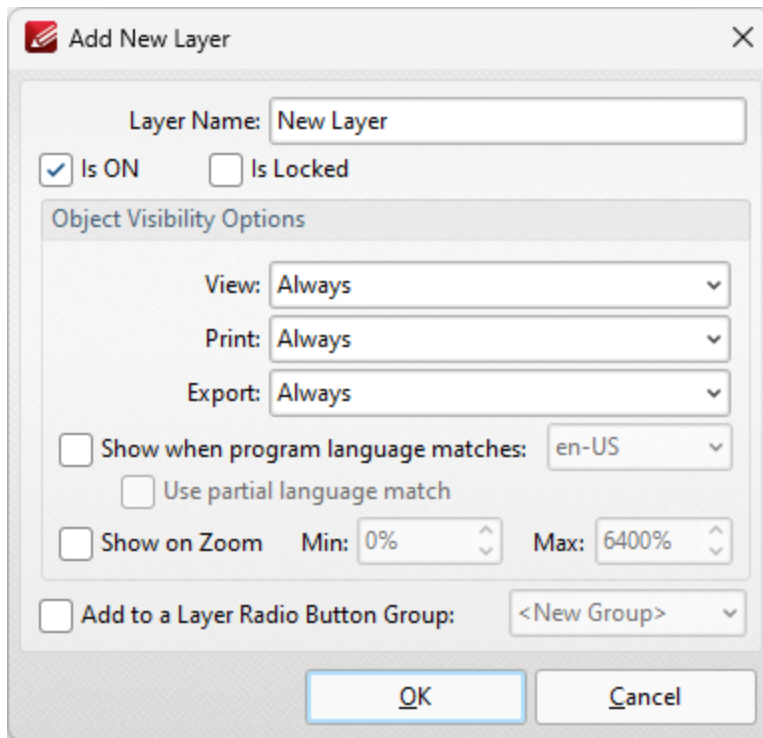 Add New Layer
Layer Name: New Layer
Is ON Is Locked
Object Visibility Options
View: Always
Print: Always
Export: Always
Show when program language matches: en-US
Use partial language match
Show on Zoom Min: 0% Max: 6400%
Add to a Layer Radio Button Group: <New Group>
OK Cancel